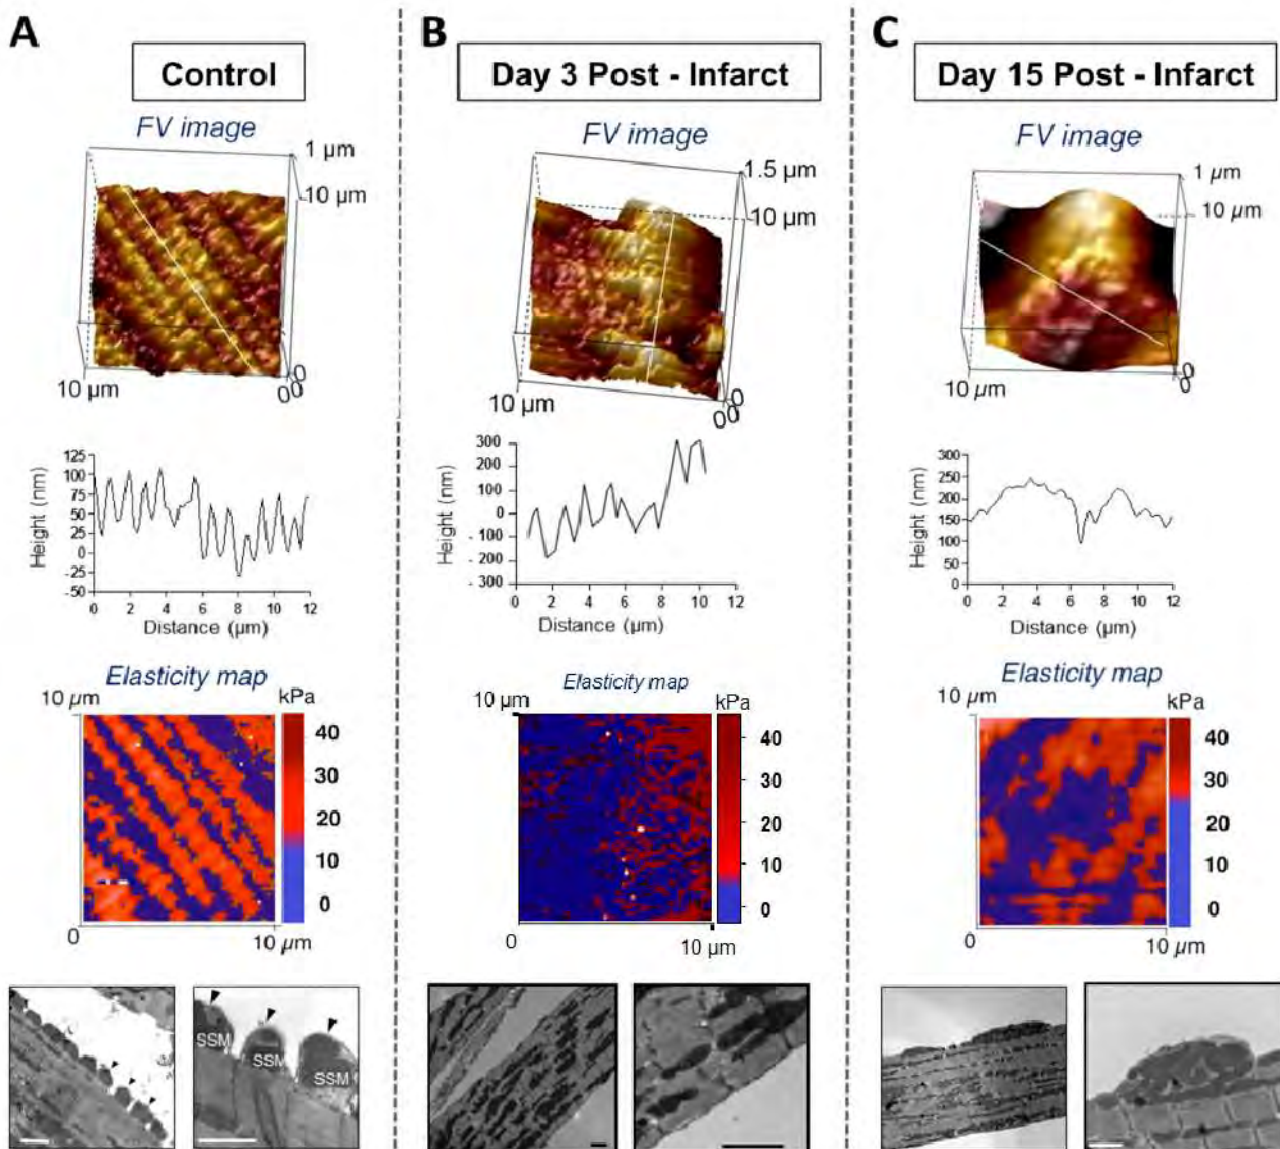 A
Control
FV image
1 µm
10 µm
10 µm
0
0
0
125
100
75
50
25
0
-25
-50
Height (nm)
0 2 4 6 8 10 12
Distance (µm)
Elasticity map
10 µm
kPa
40
30
20
10
0
0
10 µm
SSM
SSM
SSM
B
Day 3 Post - Infarct
FV image
1.5 µm
10 µm
10 µm
0
0
0
300
200
100
0
- 100
- 200
- 300
Height (nm)
0 2 4 6 8 10 12
Distance (µm)
Elasticity map
10 µm
kPa
40
30
20
10
0
0
10 µm
C
Day 15 Post - Infarct
FV image
1 µm
10 µm
10 µm
0
0
300
250
200
150
100
50
0
Height (nm)
0 2 4 6 8 10 12
Distance (µm)
Elasticity map
10 µm
kPa
40
30
20
10
0
0
10 µm